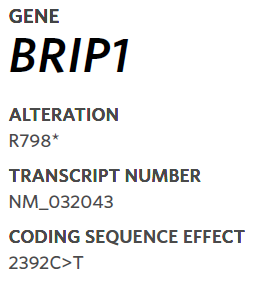 GENE
BRIP1
ALTERATION
R798*
TRANSCRIPT NUMBER
NM_032043
CODING SEQUENCE EFFECT
2392C>T